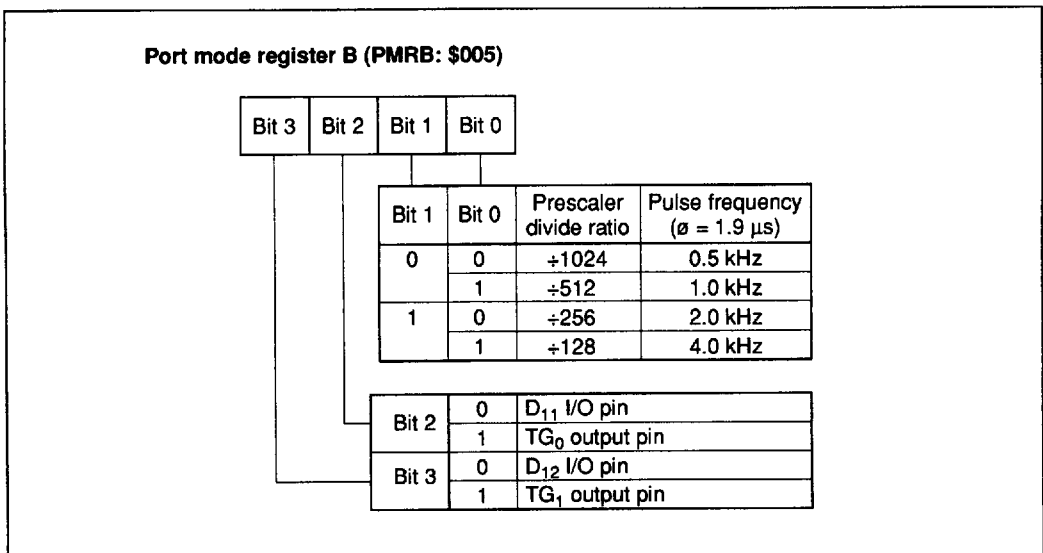 Port mode register B (PMRB: $005)
Bit 3 Bit 2 Bit 1 Bit 0
Bit 1 Bit 0 Prescaler divide ratio Pulse frequency (ø = 1.9 µs)
0 0 ÷1024 0.5 kHz
1 ÷512 1.0 kHz
1 0 ÷256 2.0 kHz
1 ÷128 4.0 kHz
Bit 2 0 D₁₁ I/O pin
1 TG₀ output pin
Bit 3 0 D₁₂ I/O pin
1 TG₁ output pin